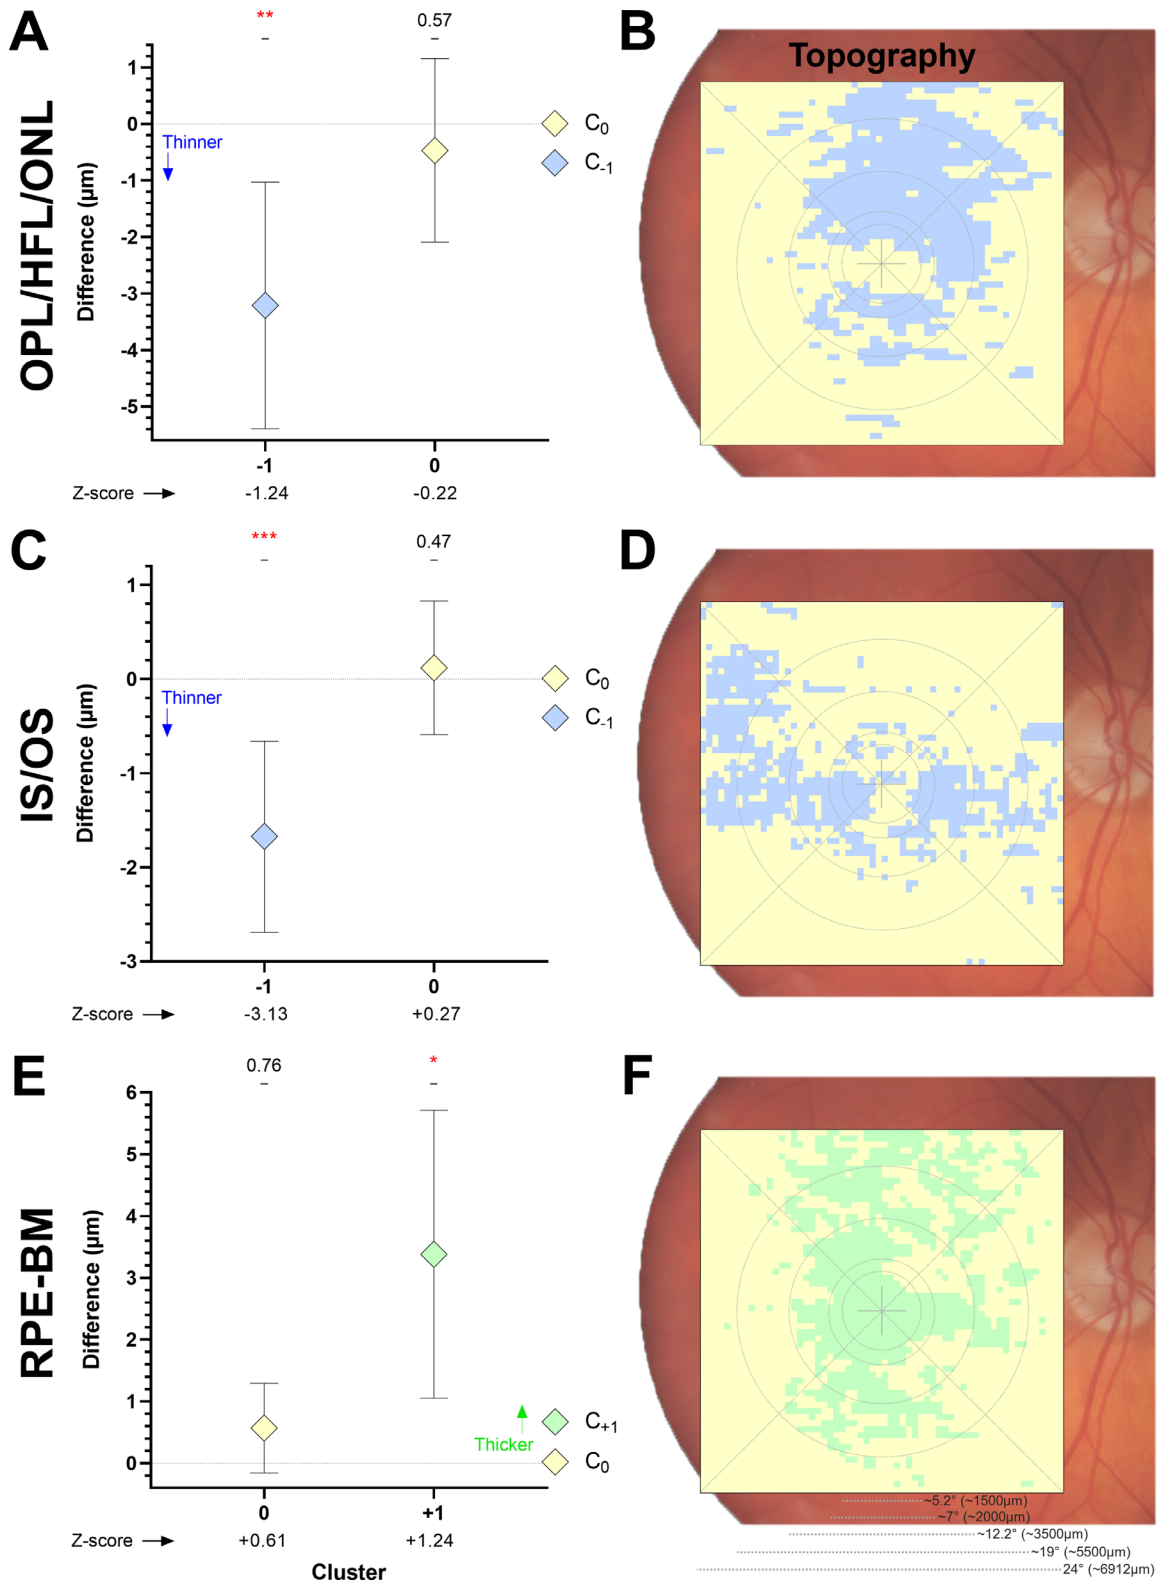 A
**
0.57
B
Topography
OPL/HFL/ONL
Difference (µm)
1
0
-1
-2
-3
-4
-5
Thinner
C0
C-1
-1
0
Z-score
-1.24
-0.22
C
***
0.47
D
IS/OS
Difference (µm)
1
0
-1
-2
-3
Thinner
C0
C-1
-1
0
Z-score
-3.13
+0.27
E
0.76
*
F
RPE-BM
Difference (µm)
6
5
4
3
2
1
0
Thicker
C+1
C0
0
+1
Z-score
+0.61
+1.24
Cluster
~5.2° (~1500µm)
~7° (~2000µm)
~12.2° (~3500µm)
~19° (~5500µm)
24° (~6912µm)